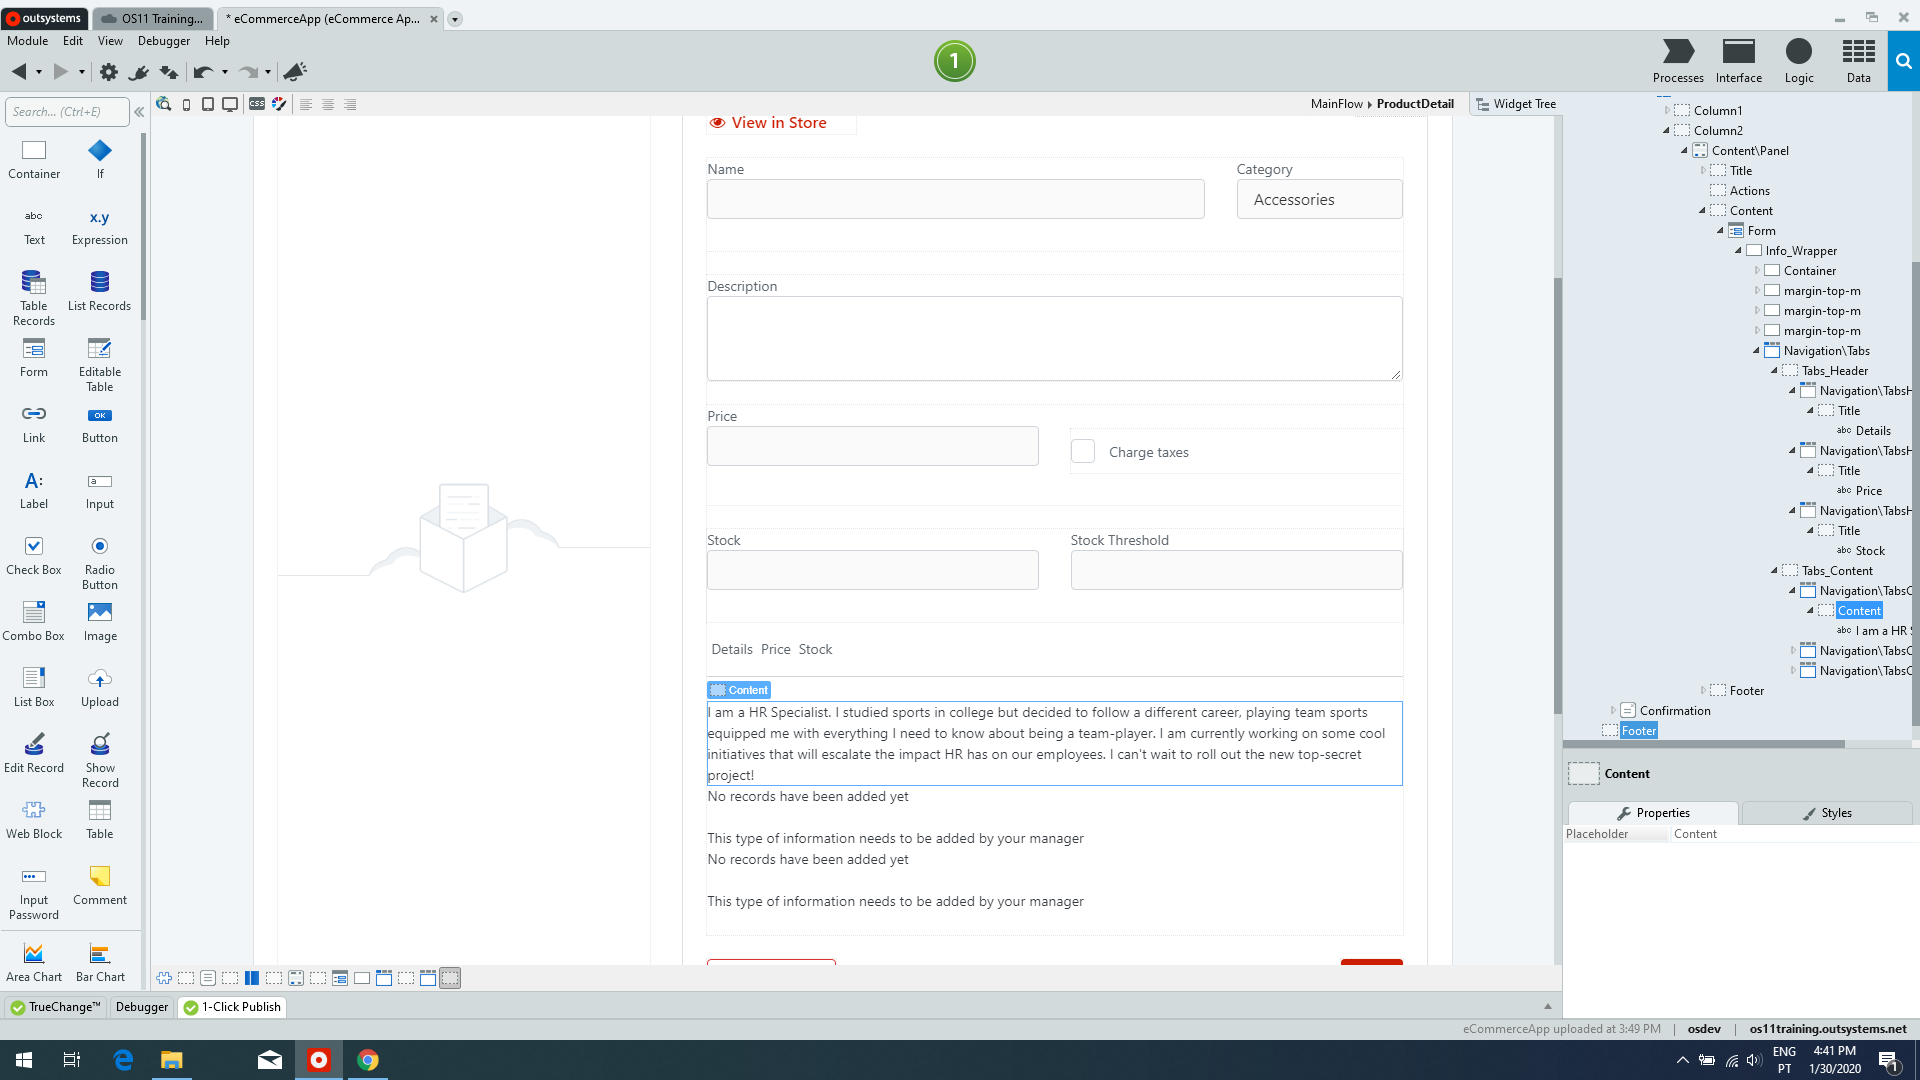 outsystems
OS11 Training...
* eCommerceApp (eCommerce Ap...
Module Edit View Debugger Help
1
Processes Interface Logic Data
Search... (Ctrl+E)
MainFlow ProductDetail
Widget Tree
Container If
Text Expression
Table Records List Records
Form Editable Table
Link Button
Label Input
Check Box Radio Button
Combo Box Image
List Box Upload
Edit Record Show Record
Web Block Table
Input Password Comment
Area Chart Bar Chart
abc x.y OK A: a css
View in Store
Name Category
Accessories
Description
Price
Charge taxes
Stock Stock Threshold
Details Price Stock
Content
I am a HR Specialist. I studied sports in college but decided to follow a different career, playing team sports
equipped me with everything I need to know about being a team-player. I am currently working on some cool
initiatives that will escalate the impact HR has on our employees. I can't wait to roll out the new top-secret
project!
No records have been added yet
This type of information needs to be added by your manager
No records have been added yet
This type of information needs to be added by your manager
Column1
Column2
Content\Panel
Title
Actions
Content
Form
Info_Wrapper
Container
margin-top-m
margin-top-m
margin-top-m
Navigation\Tabs
Tabs_Header
Navigation\TabsH
Title
abc Details
Navigation\TabsH
Title
abc Price
Navigation\TabsH
Title
abc Stock
Tabs_Content
Navigation\TabsC
Content
abc I am a HR S
Navigation\TabsC
Navigation\TabsC
Footer
Confirmation
Footer
Content
Properties Styles
Placeholder Content
TrueChange™ Debugger 1-Click Publish
eCommerceApp uploaded at 3:49 PM | osdev | os11training.outsystems.net
ENG
PT
4:41 PM
1/30/2020
1